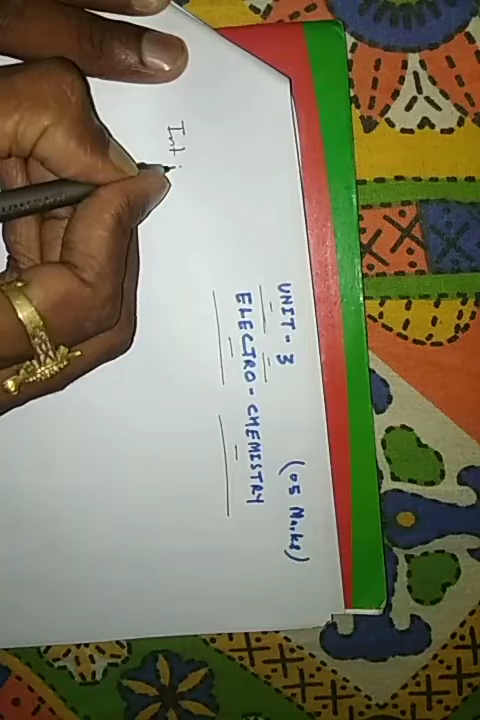 UNIT - 3 (05 Marks)
ELECTRO - CHEMISTRY
Int